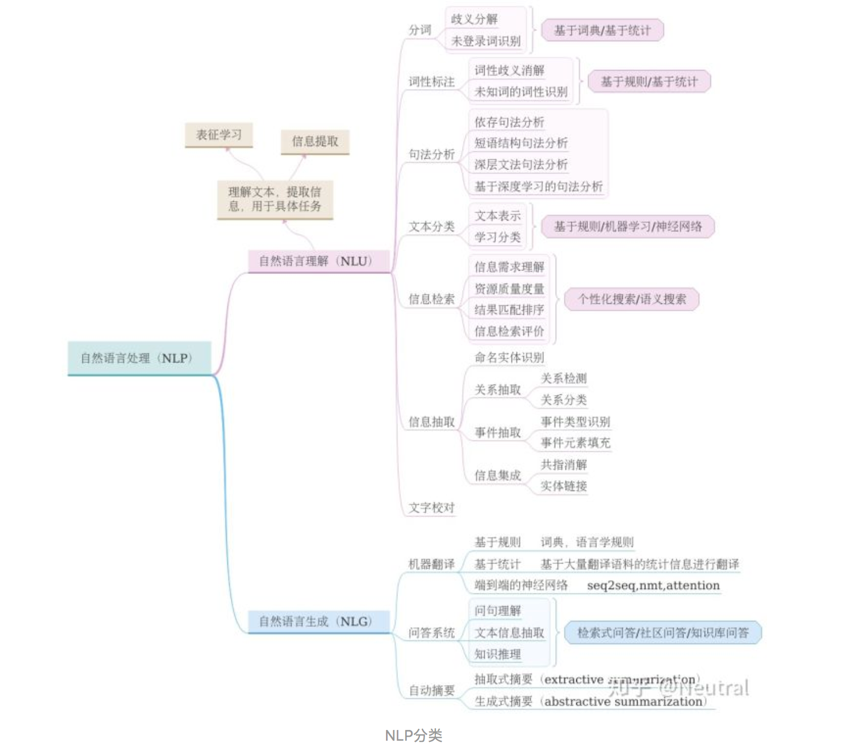 自然语言处理（NLP）
自然语言理解（NLU）
理解文本，提取信
息，用于具体任务
表征学习
信息提取
分词
歧义分解
未登录词识别
基于词典/基于统计
词性标注
词性歧义消解
未知词的词性识别
基于规则/基于统计
句法分析
依存句法分析
短语结构句法分析
深层文法句法分析
基于深度学习的句法分析
文本分类
文本表示
学习分类
基于规则/机器学习/神经网络
信息检索
信息需求理解
资源质量度量
结果匹配排序
信息检索评价
个性化搜索/语义搜索
信息抽取
命名实体识别
关系抽取
关系检测
关系分类
事件抽取
事件类型识别
事件元素填充
信息集成
共指消解
实体链接
文字校对
自然语言生成（NLG）
机器翻译
基于规则 词典，语言学规则
基于统计 基于大量翻译语料的统计信息进行翻译
端到端的神经网络 seq2seq,nmt,attention
问答系统
问句理解
文本信息抽取
知识推理
检索式问答/社区问答/知识库问答
自动摘要
抽取式摘要（extractive summarization）
生成式摘要（abstractive summarization）
知乎 @Neutral
NLP分类